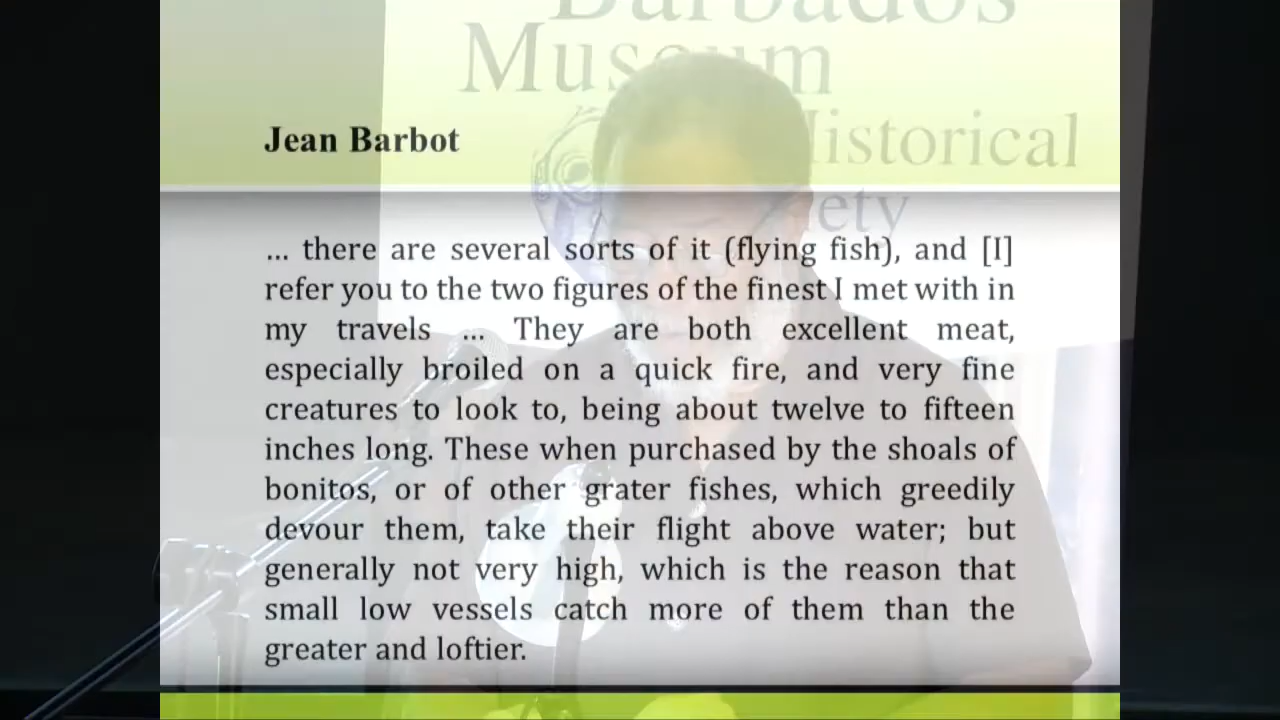 Barbados
Museum
Historical
ety
Jean Barbot
... there are several sorts of it (flying fish), and [I]
refer you to the two figures of the finest I met with in
my travels ... They are both excellent meat,
especially broiled on a quick fire, and very fine
creatures to look to, being about twelve to fifteen
inches long. These when purchased by the shoals of
bonitos, or of other grater fishes, which greedily
devour them, take their flight above water; but
generally not very high, which is the reason that
small low vessels catch more of them than the
greater and loftier.